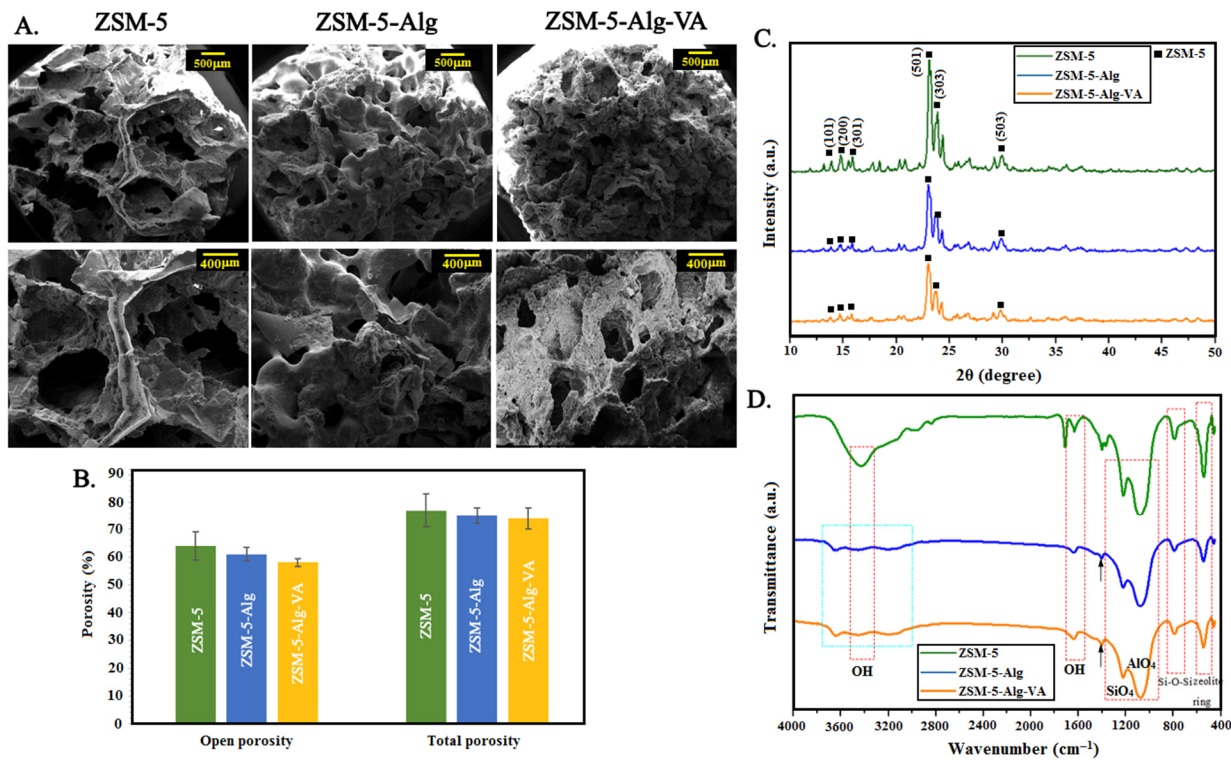 A.
ZSM-5
ZSM-5-Alg
ZSM-5-Alg-VA
500μm
500μm
500μm
400μm
400μm
400μm
B.
Porosity (%)
90
80
70
60
50
40
30
20
10
0
ZSM-5
ZSM-5-Alg
ZSM-5-Alg-VA
ZSM-5
ZSM-5-Alg
ZSM-5-Alg-VA
Open porosity
Total porosity
C.
Intensity (a.u.)
ZSM-5
ZSM-5-Alg
ZSM-5-Alg-VA
■ ZSM-5
(101)
(200)
(301)
(501)
(303)
(503)
10 15 20 25 30 35 40 45 50
2θ (degree)
D.
Transmittance (a.u.)
OH
OH
SiO₄
AlO₄
Si-O-Si
zeolite
ring
ZSM-5
ZSM-5-Alg
ZSM-5-Alg-VA
4000 3600 3200 2800 2400 2000 1600 1200 800 400
Wavenumber (cm⁻¹)